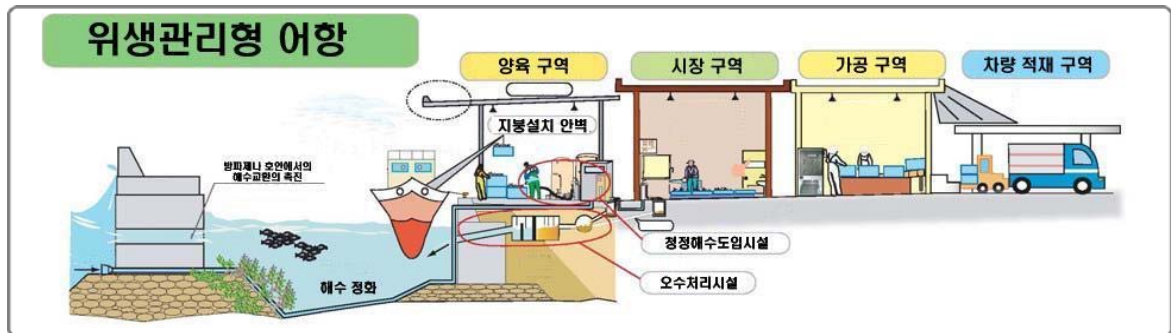 위생관리형 어항
양육 구역
시장 구역
가공 구역
차량 적재 구역
지붕설치 안벽
방파제나 호안에서의
해수교환의 촉진
청정해수도입시설
해수 정화
오수처리시설